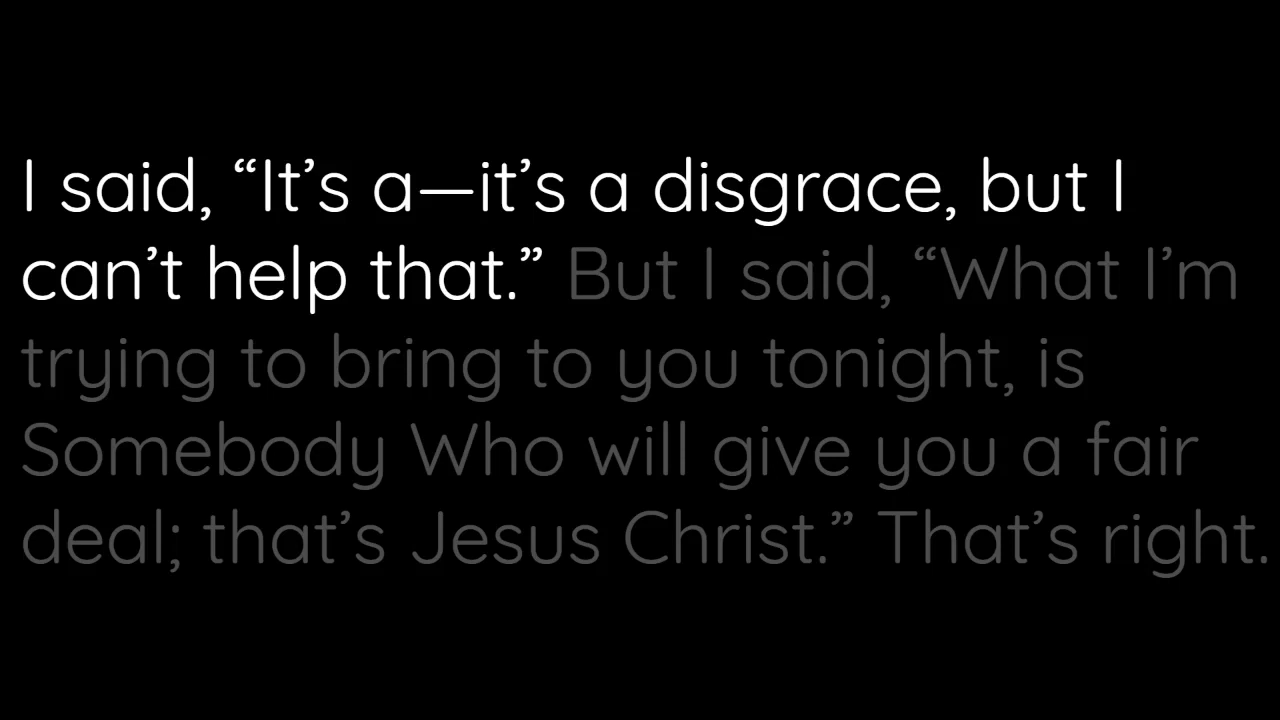 I said, “It’s a—it’s a disgrace, but I
can’t help that.” But I said, “What I’m
trying to bring to you tonight, is
Somebody Who will give you a fair
deal; that’s Jesus Christ.” That’s right.